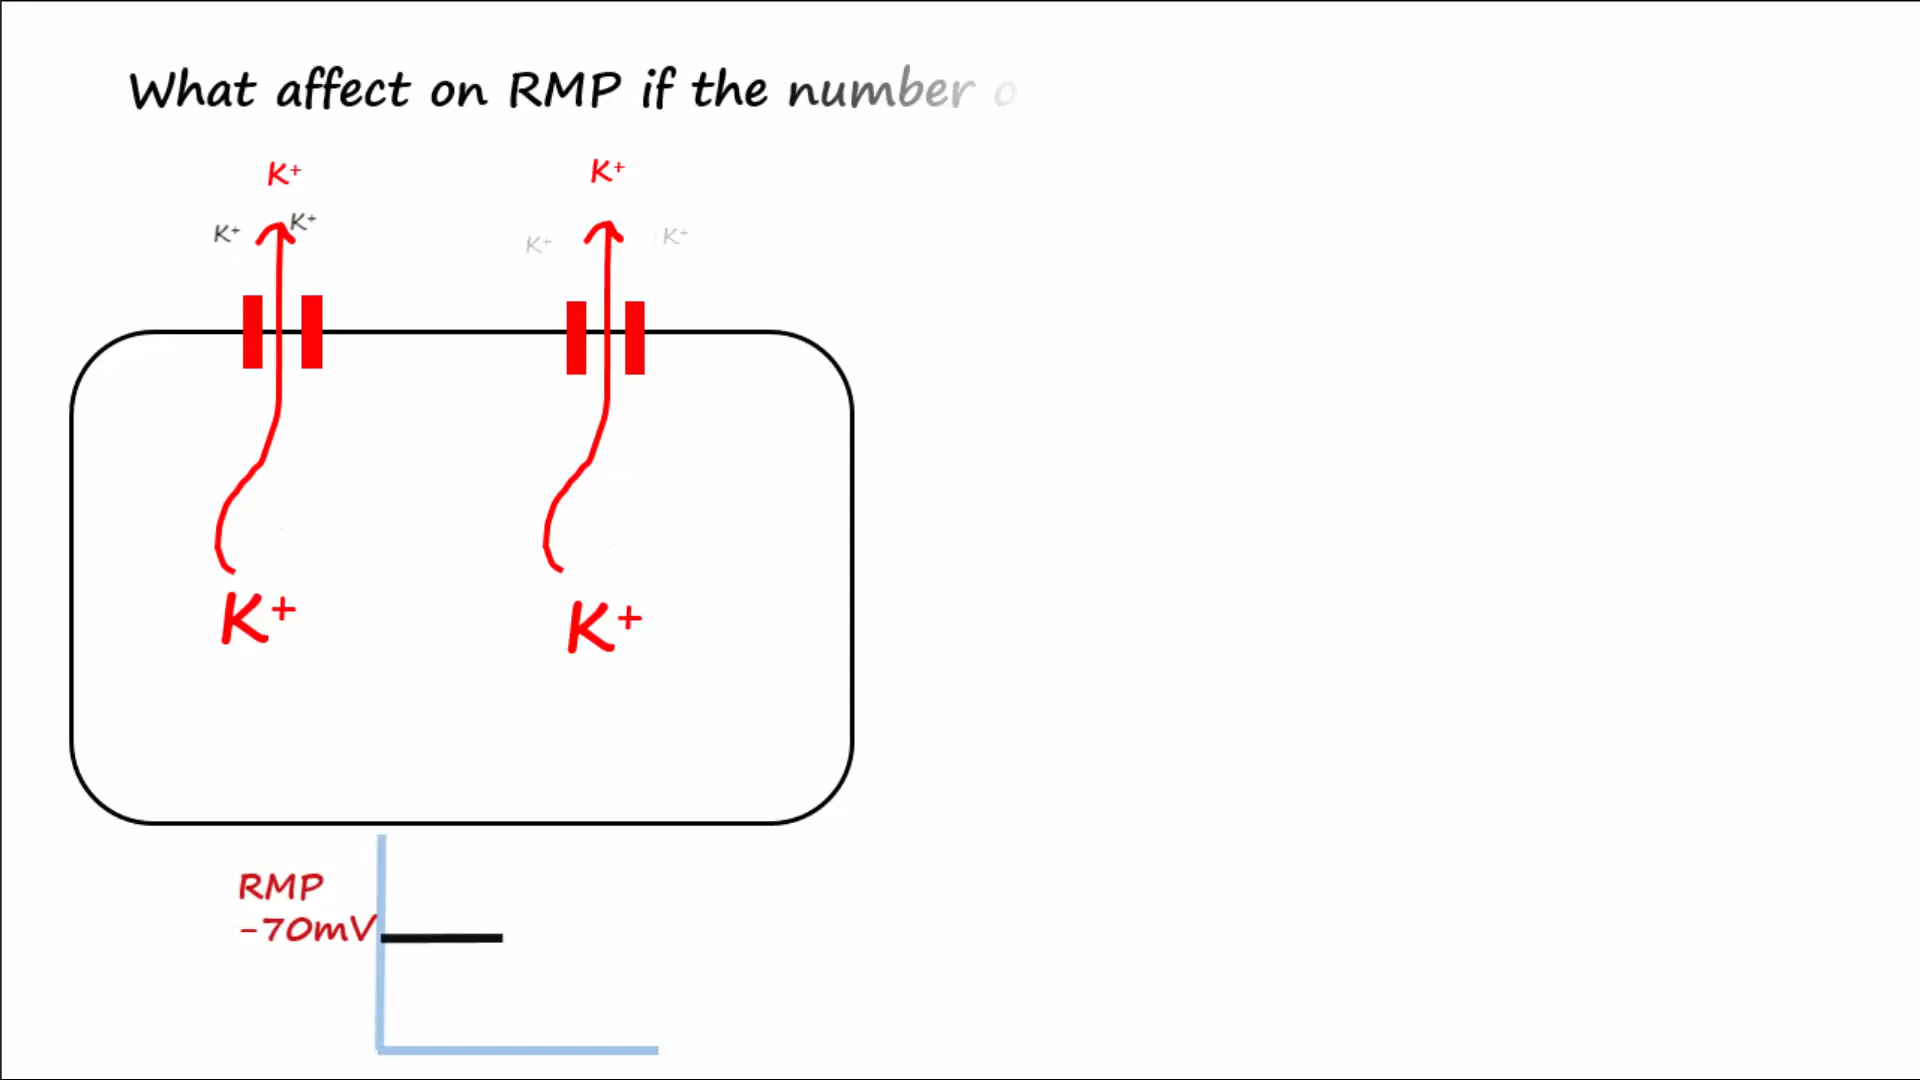 What affect on RMP if the number o
K+ K+
K+ K+ K+ K+
K+ K+
RMP
-70mV